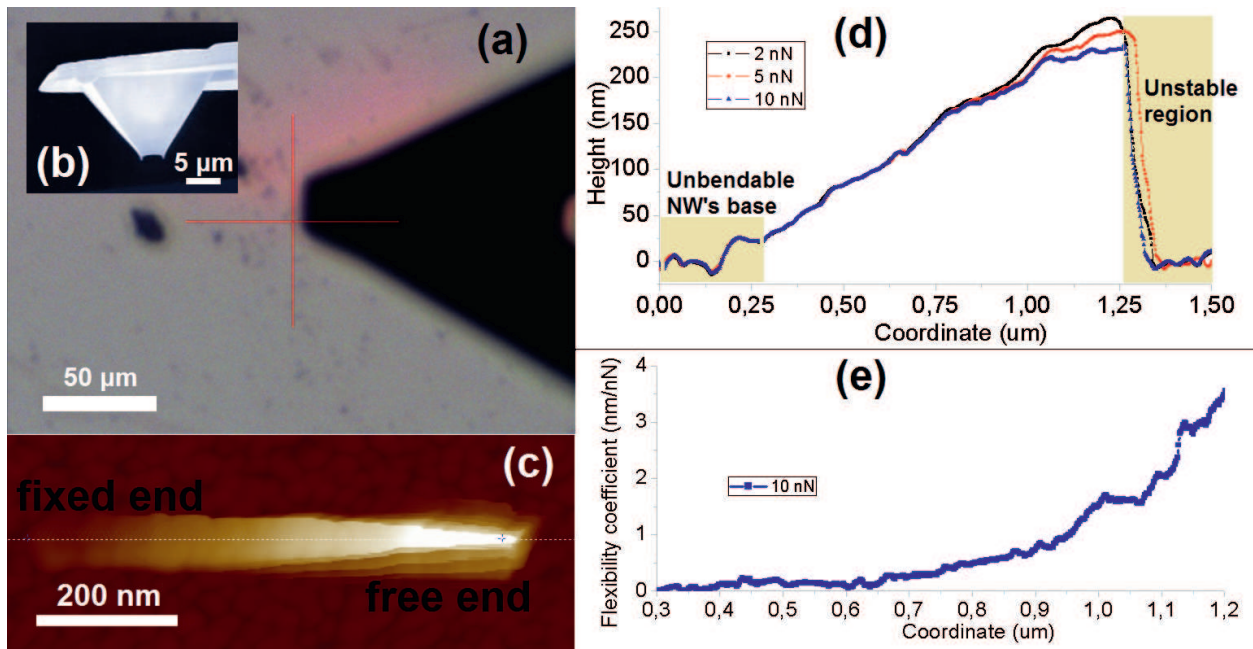 (a)
(b)
5 µm
50 µm
(c)
fixed end
free end
200 nm
(d)
2 nN
5 nN
10 nN
Unstable
region
Unbendable
NW's base
Height (nm)
250
200
150
100
50
0
0,00 0,25 0,50 0,75 1,00 1,25 1,50
Coordinate (um)
(e)
10 nN
Flexibility coefficient (nm/nN)
4
3
2
1
0
0,3 0,4 0,5 0,6 0,7 0,8 0,9 1,0 1,1 1,2
Coordinate (um)